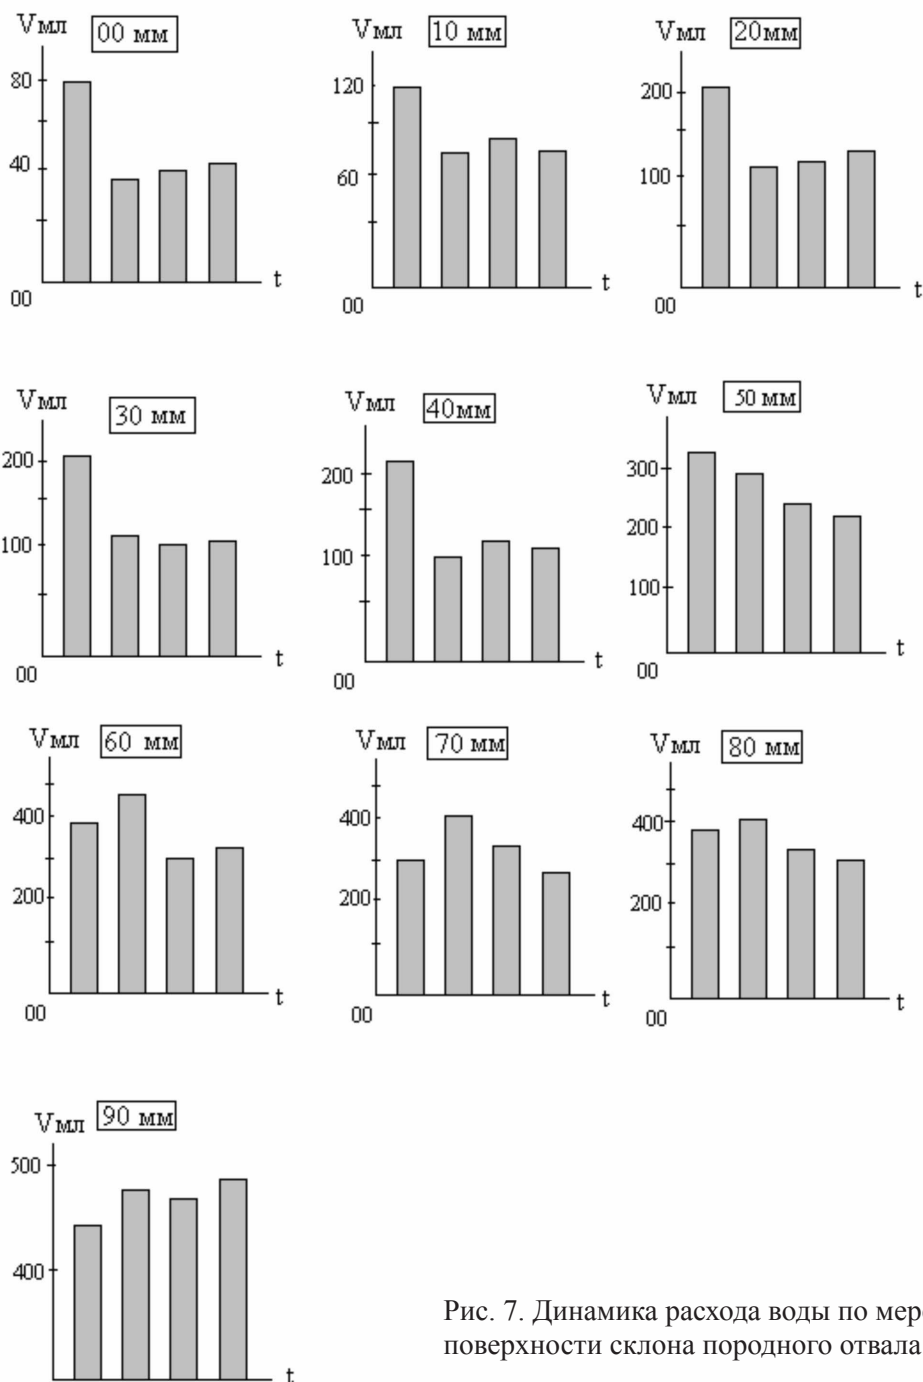 Vмл 00 мм
80
40
00
t
Vмл 10 мм
120
60
00
t
Vмл 20мм
200
100
00
t
Vмл 30 мм
200
100
00
t
Vмл 40мм
200
100
00
t
Vмл 50 мм
300
200
100
00
t
Vмл 60 мм
400
200
00
t
Vмл 70 мм
400
200
00
t
Vмл 80 мм
400
200
00
t
Vмл 90 мм
500
400
t
Рис. 7. Динамика расхода воды по мере
поверхности склона породного отвала